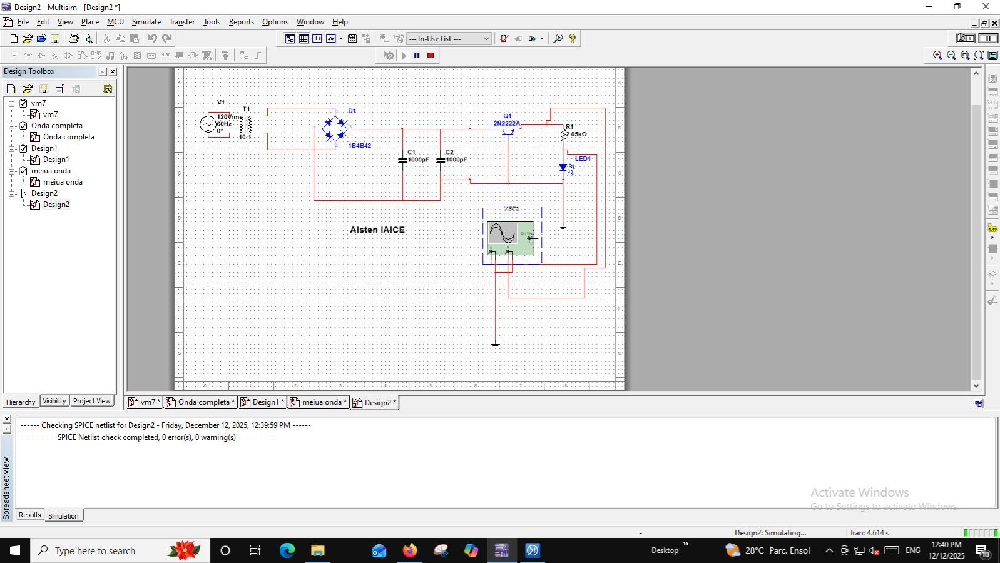 Design2 - Multisim - [Design2 *]
File Edit View Place MCU Simulate Transfer Tools Reports Options Window Help
--- In-Use List ---
MISC
Design Toolbox
vm7
vm7
Onda completa
Onda completa
Design1
Design1
meiua onda
meiua onda
Design2
Design2
Hierarchy Visibility Project View
V1
120Vrms
60Hz
0°
T1
10:1
D1
1B4B42
C1
1000µF
C2
1000µF
Q1
2N2222A
R1
2.05kΩ
LED1
XSC1
Ext Trig
Alsten IAICE
vm7 * Onda completa * Design1 * meiua onda * Design2 *
------ Checking SPICE netlist for Design2 - Friday, December 12, 2025, 12:39:59 PM ------
======= SPICE Netlist check completed, 0 error(s), 0 warning(s) =======
Spreadsheet View
Results Simulation
Activate Windows
Go to Settings to activate Windows.
- Design2: Simulating... Tran: 4.614 s
Type here to search
Desktop
28°C Parc. Ensol
ENG
12:40 PM
12/12/2025
10